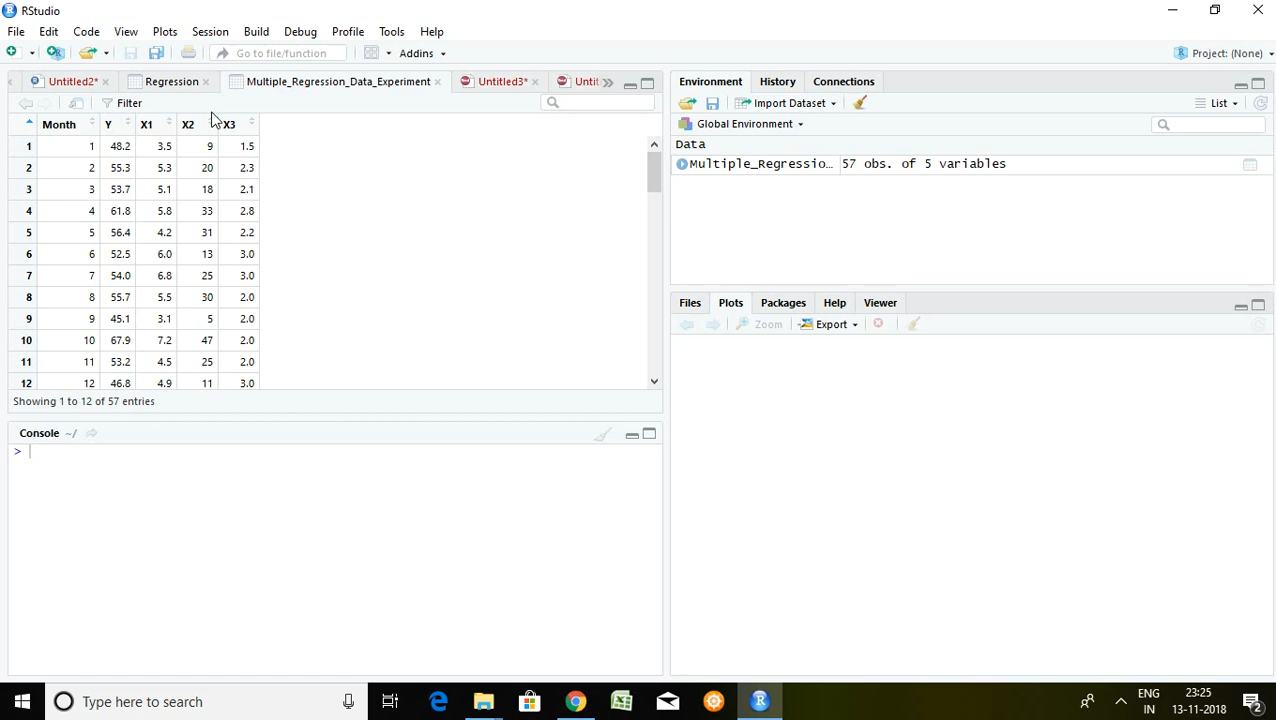 RStudio
File Edit Code View Plots Session Build Debug Profile Tools Help
Go to file/function Addins Project: (None)
Untitled2* Regression Multiple_Regression_Data_Experiment Untitled3* Unti
Filter
Month Y X1 X2 X3
1 1 48.2 3.5 9 1.5
2 2 55.3 5.3 20 2.3
3 3 53.7 5.1 18 2.1
4 4 61.8 5.8 33 2.8
5 5 56.4 4.2 31 2.2
6 6 52.5 6.0 13 3.0
7 7 54.0 6.8 25 3.0
8 8 55.7 5.5 30 2.0
9 9 45.1 3.1 5 2.0
10 10 67.9 7.2 47 2.0
11 11 53.2 4.5 25 2.0
12 12 46.8 4.9 11 3.0
Showing 1 to 12 of 57 entries
Console ~/
>
Environment History Connections
Import Dataset List
Global Environment
Data
Multiple_Regressio… 57 obs. of 5 variables
Files Plots Packages Help Viewer
Zoom Export
Type here to search
ENG 23:25
IN 13-11-2018
2